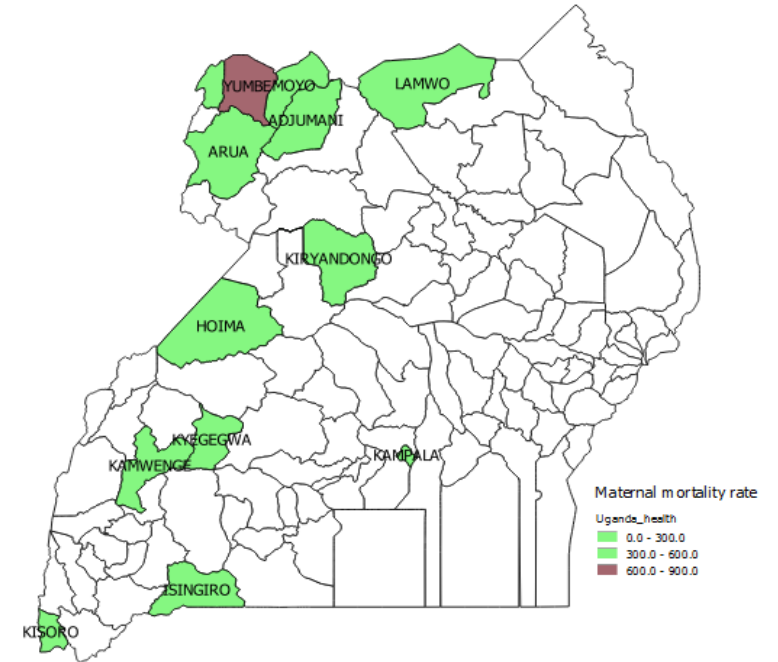 YUMBEMOYO
LAMWO
ADJUMANI
ARUA
KIRYANDONGO
HOIMA
KYEGEGWA
KAMWENGE
KAMPALA
Maternal mortality rate
Uganda_health
0.0 - 300.0
300.0 - 600.0
600.0 - 900.0
ISINGIRO
KISORO